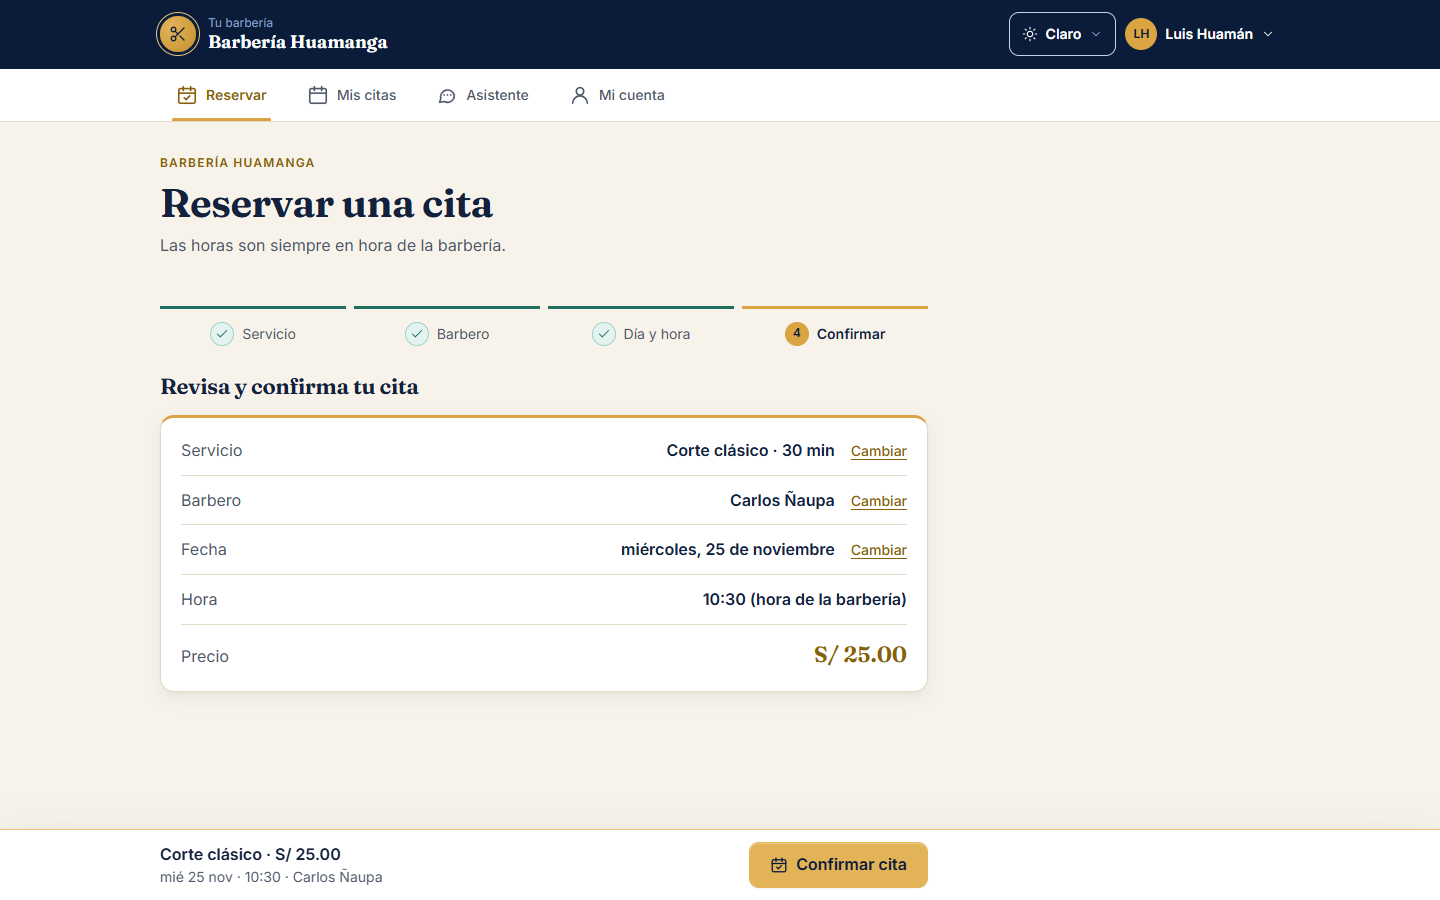 Tu barbería
Barbería Huamanga
Claro
LH
Luis Huamán
Reservar
Mis citas
Asistente
Mi cuenta
BARBERÍA HUAMANGA
Reservar una cita
Las horas son siempre en hora de la barbería.
Servicio
Barbero
Día y hora
4
Confirmar
Revisa y confirma tu cita
Servicio
Corte clásico · 30 min
Cambiar
Barbero
Carlos Ñaupa
Cambiar
Fecha
miércoles, 25 de noviembre
Cambiar
Hora
10:30 (hora de la barbería)
Precio
S/ 25.00
Corte clásico · S/ 25.00
mié 25 nov · 10:30 · Carlos Ñaupa
Confirmar cita